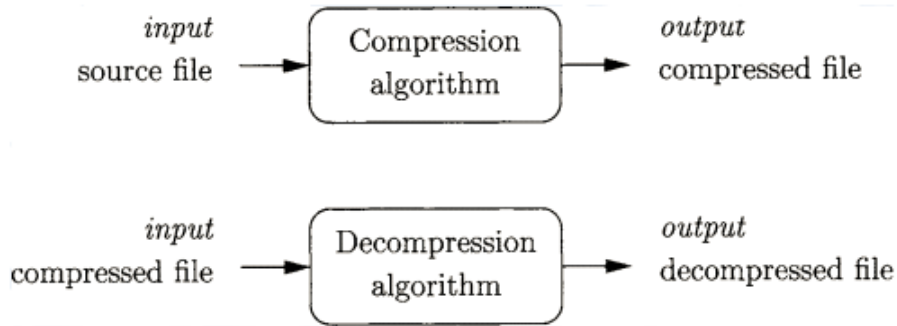 input
source file
Compression
algorithm
output
compressed file
input
compressed file
Decompression
algorithm
output
decompressed file